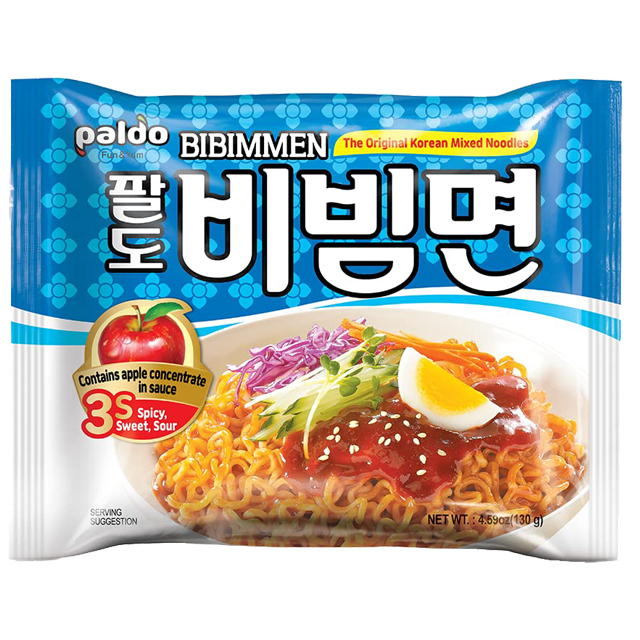 paldo
Fun & Yum
BIBIMMEN
The Original Korean Mixed Noodles
팔도
비빔면
Contains apple concentrate
in sauce
3S Spicy,
Sweet, Sour
SERVING
SUGGESTION
NET WT. : 4.59oz(130 g)